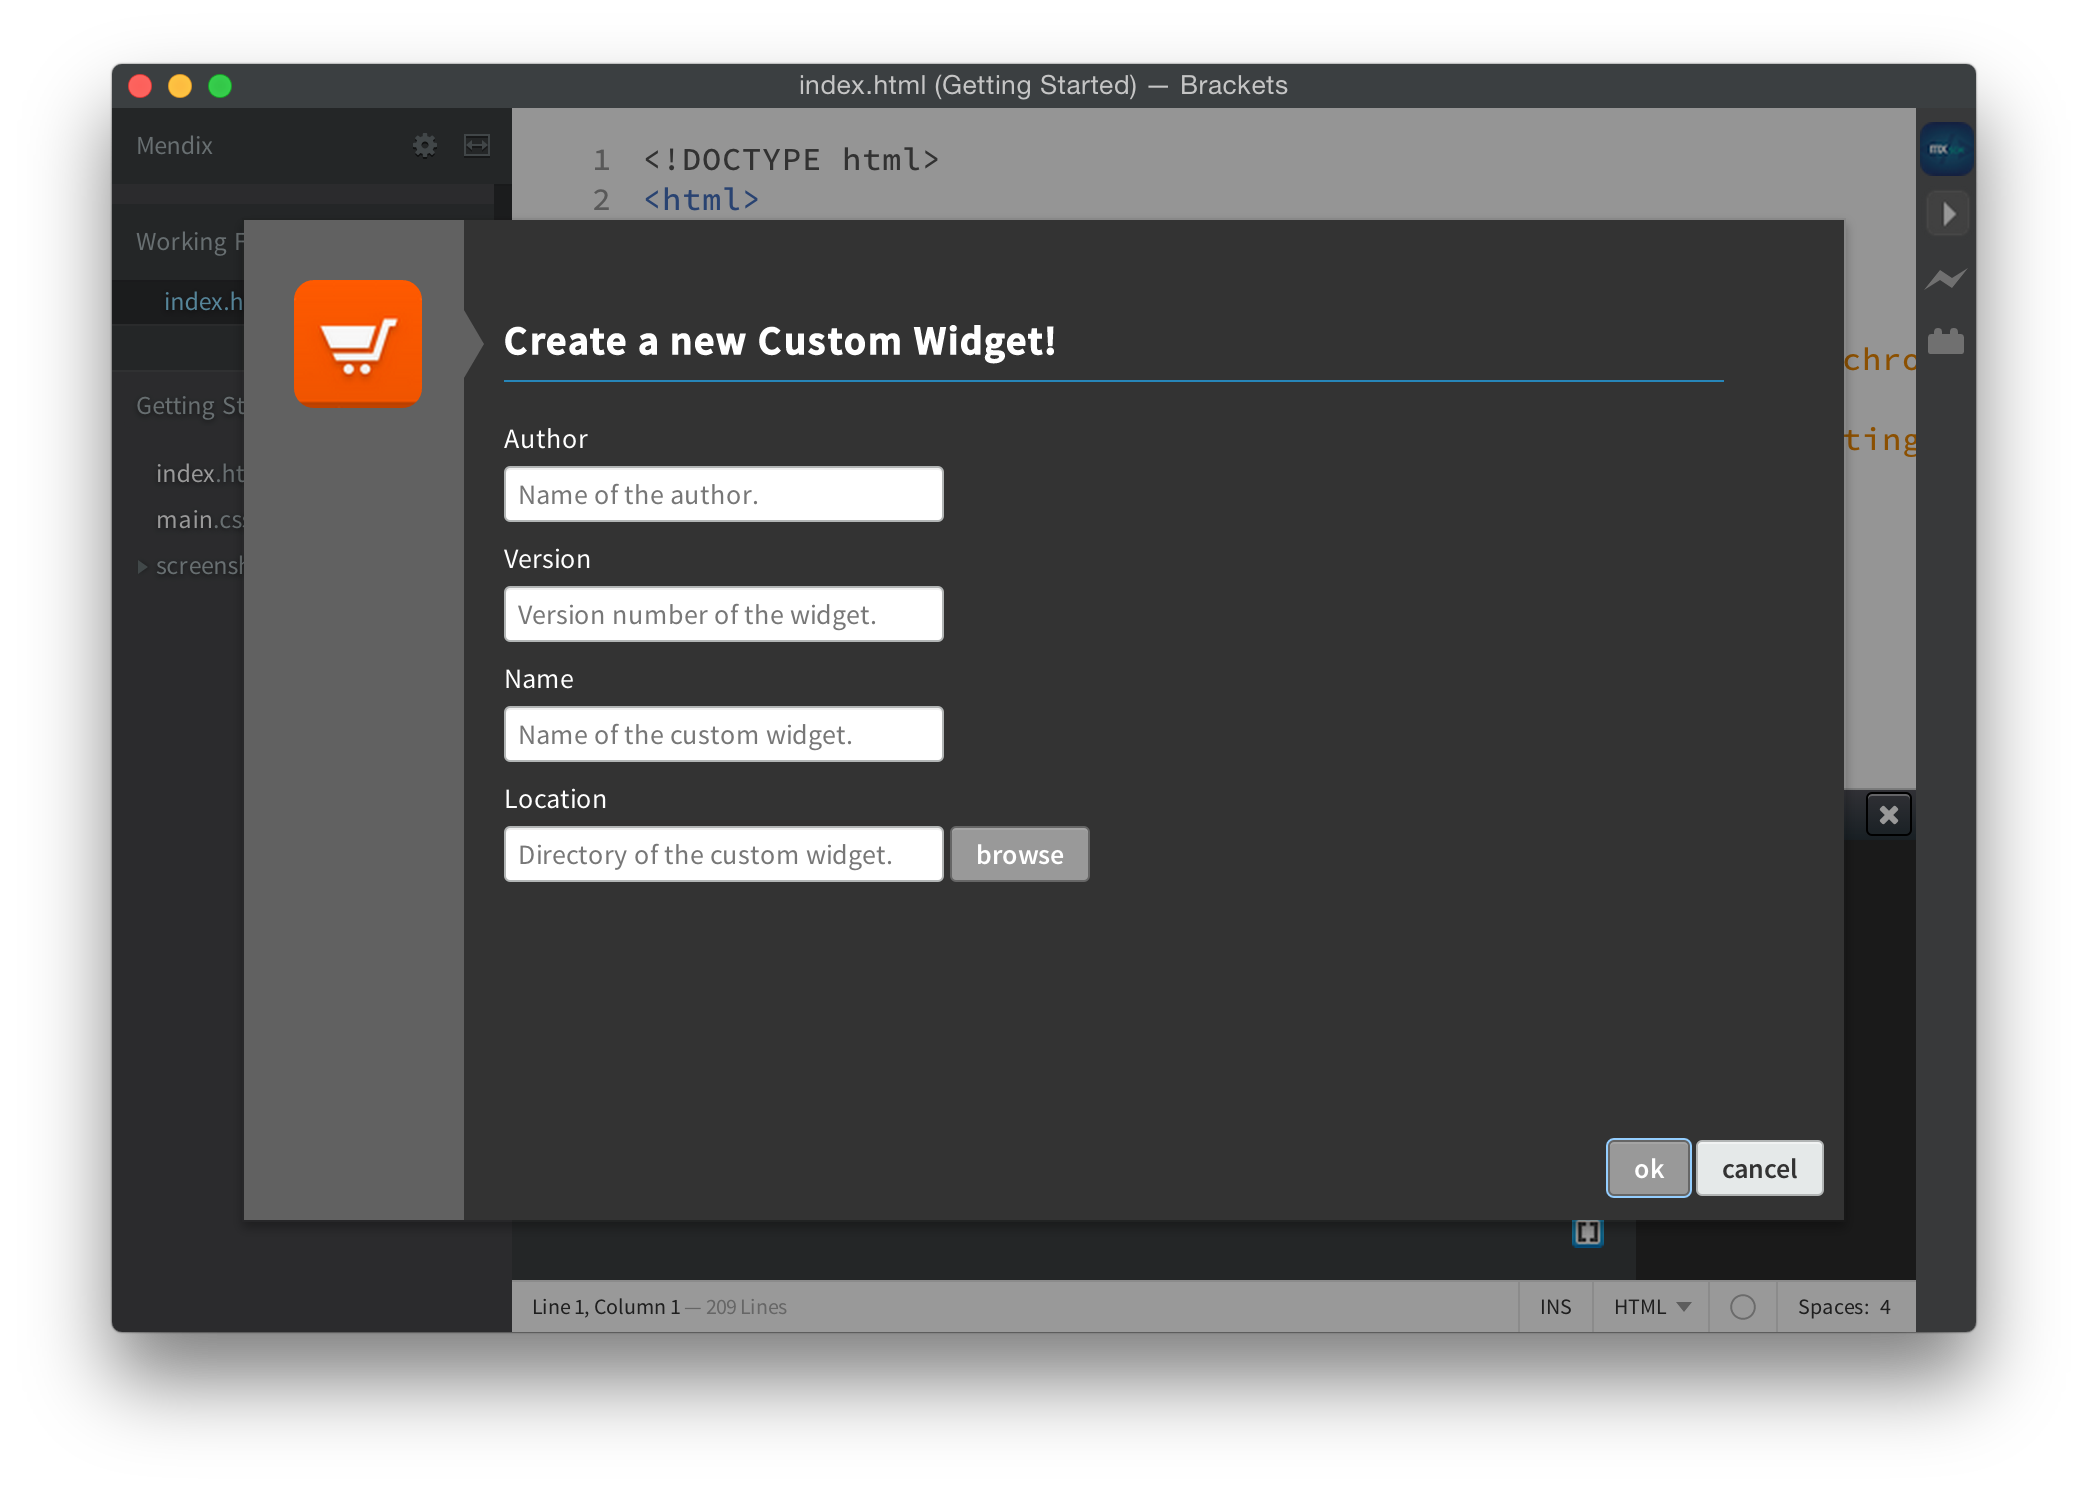 index.html (Getting Started) — Brackets
Mendix
1 <!DOCTYPE html>
2 <html>
Working F
index.h
Getting St
index.ht
main.cs
screensh
chro
ting
mx
Create a new Custom Widget!
Author
Name of the author.
Version
Version number of the widget.
Name
Name of the custom widget.
Location
Directory of the custom widget.
browse
ok
cancel
Line 1, Column 1 — 209 Lines
INS
HTML
Spaces: 4